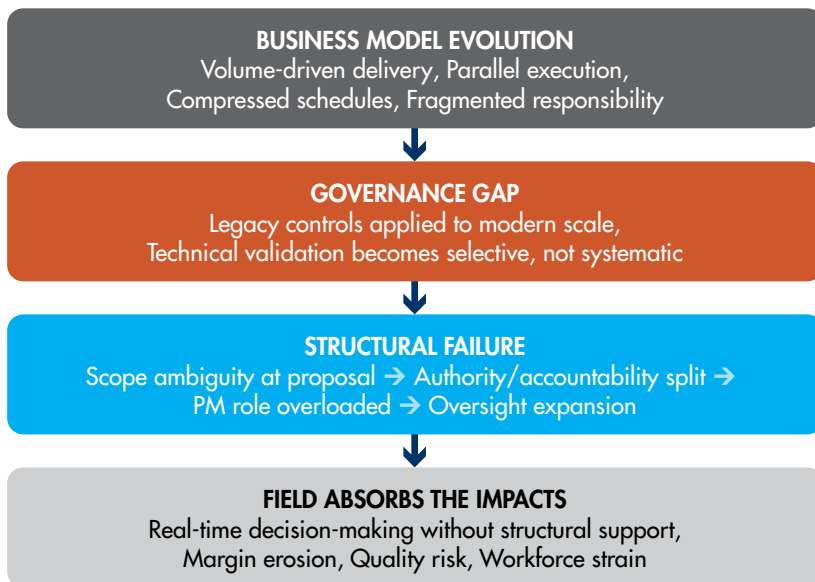 BUSINESS MODEL EVOLUTION
Volume-driven delivery, Parallel execution,
Compressed schedules, Fragmented responsibility
GOVERNANCE GAP
Legacy controls applied to modern scale,
Technical validation becomes selective, not systematic
STRUCTURAL FAILURE
Scope ambiguity at proposal → Authority/accountability split →
PM role overloaded → Oversight expansion
FIELD ABSORBS THE IMPACTS
Real-time decision-making without structural support,
Margin erosion, Quality risk, Workforce strain